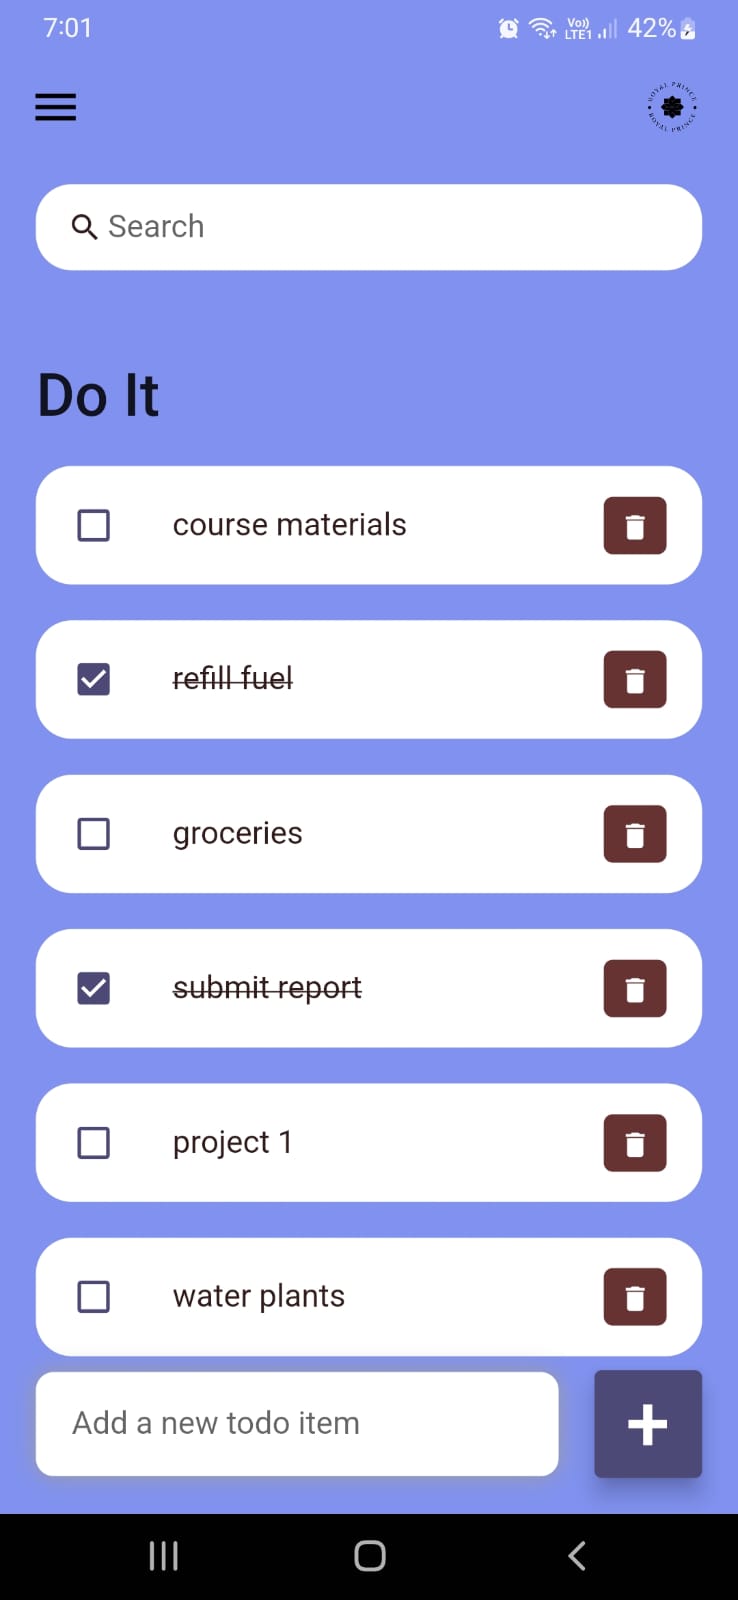 7:01
Vo))
LTE1
42%
ROYAL PRINCE
ROYAL PRINCE
Search
Do It
course materials
refill fuel
groceries
submit report
project 1
water plants
Add a new todo item